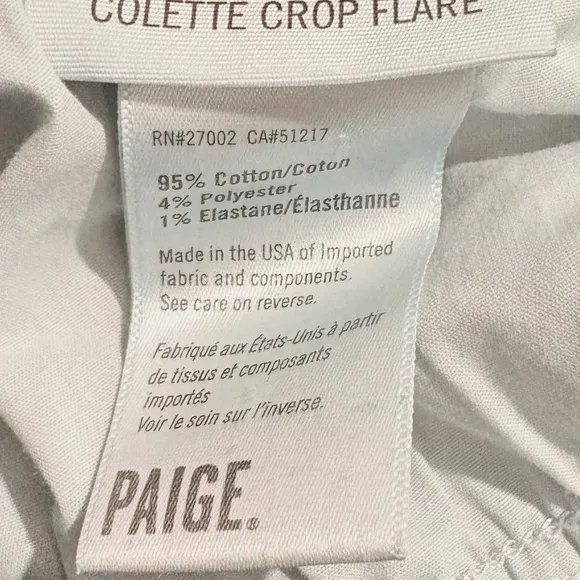 COLETTE CROP FLARE
RN#27002 CA#51217
95% Cotton/Coton
4% Polyester
1% Elastane/Élasthanne
Made in the USA of Imported
fabric and components.
See care on reverse.
Fabriqué aux États-Unis à partir
de tissus et composants
importés
Voir le soin sur l'inverse.
PAIGE®